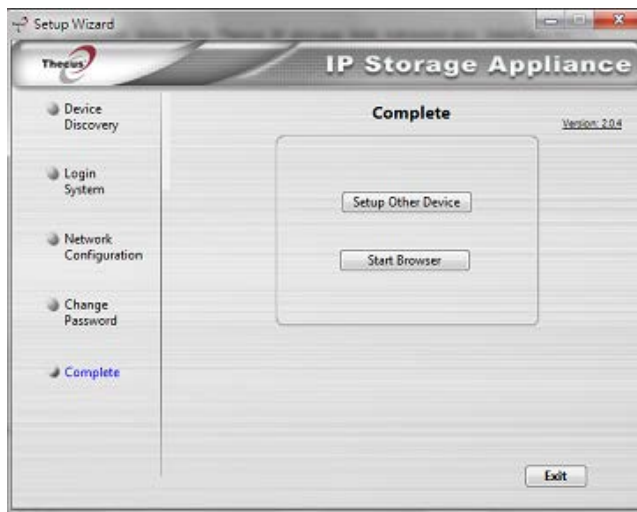 Setup Wizard
Thecus
IP Storage Appliance
Device
Discovery
Login
System
Network
Configuration
Change
Password
Complete
Complete
Version: 2.0.4
Setup Other Device
Start Browser
Exit